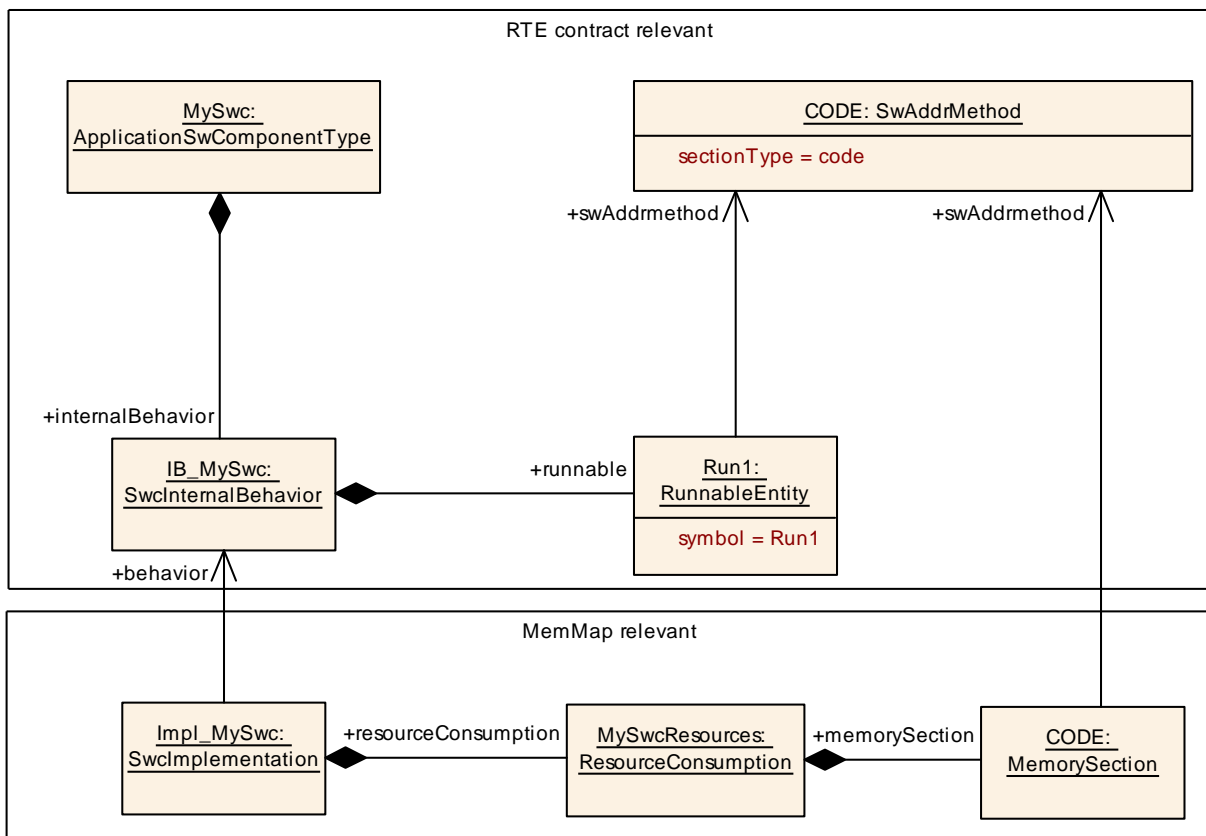 RTE contract relevant
MySwc:
ApplicationSwComponentType
CODE: SwAddrMethod
sectionType = code
+swAddrmethod
+swAddrmethod
+internalBehavior
IB_MySwc:
SwcInternalBehavior
+runnable
Run1:
RunnableEntity
symbol = Run1
+behavior
MemMap relevant
Impl_MySwc:
SwcImplementation
+resourceConsumption
MySwcResources:
ResourceConsumption
+memorySection
CODE:
MemorySection